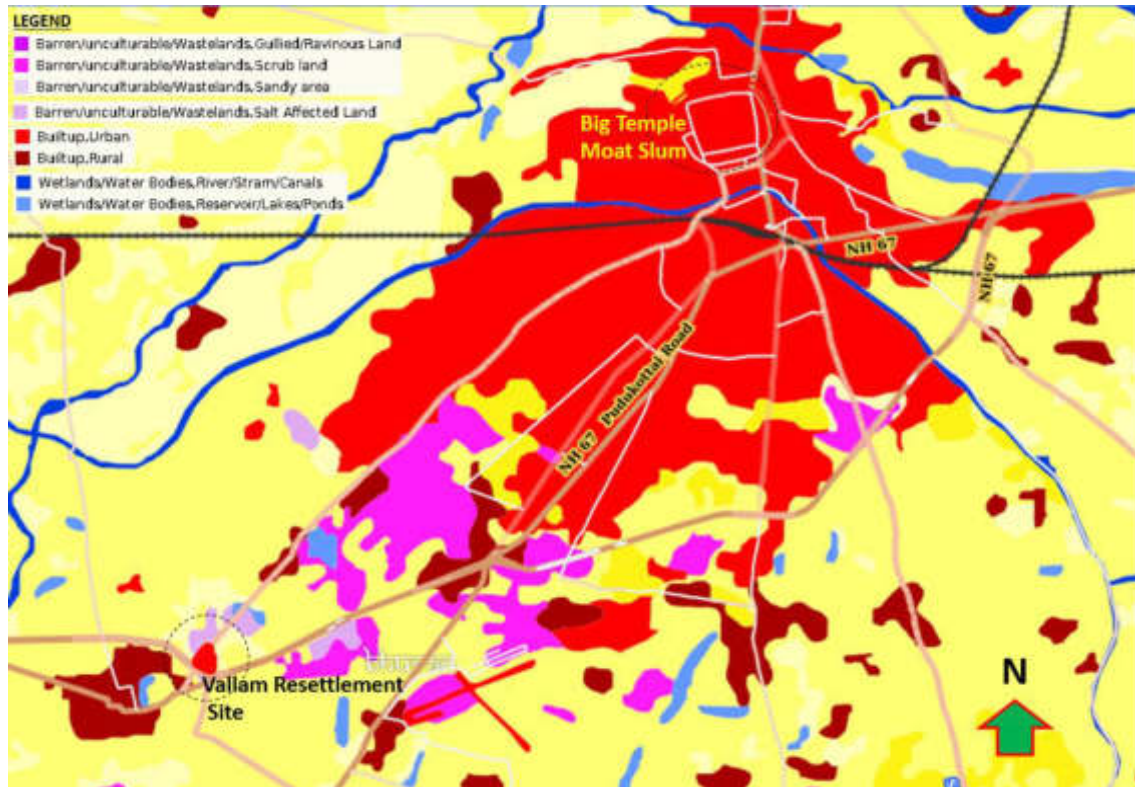 LEGEND
Barren/unculturable/Wastelands,Gullied/Ravinous Land
Barren/unculturable/Wastelands,Scrub land
Barren/unculturable/Wastelands,Sandy area
Barren/unculturable/Wastelands,Salt Affected Land
Builtup,Urban
Builtup,Rural
Wetlands/Water Bodies,River/Stram/Canals
Wetlands/Water Bodies,Reservoir/Lakes/Ponds
Big Temple
Moat Slum
NH 67
NH 67
NH 67 Pudukottai Road
Vallam Resettlement
Site
N